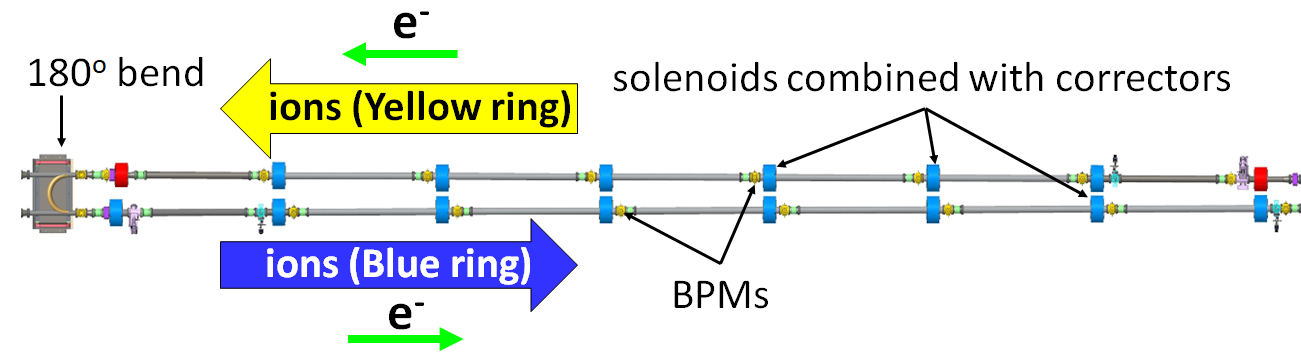 e-
180° bend
ions (Yellow ring)
solenoids combined with correctors
ions (Blue ring)
BPMs
e-